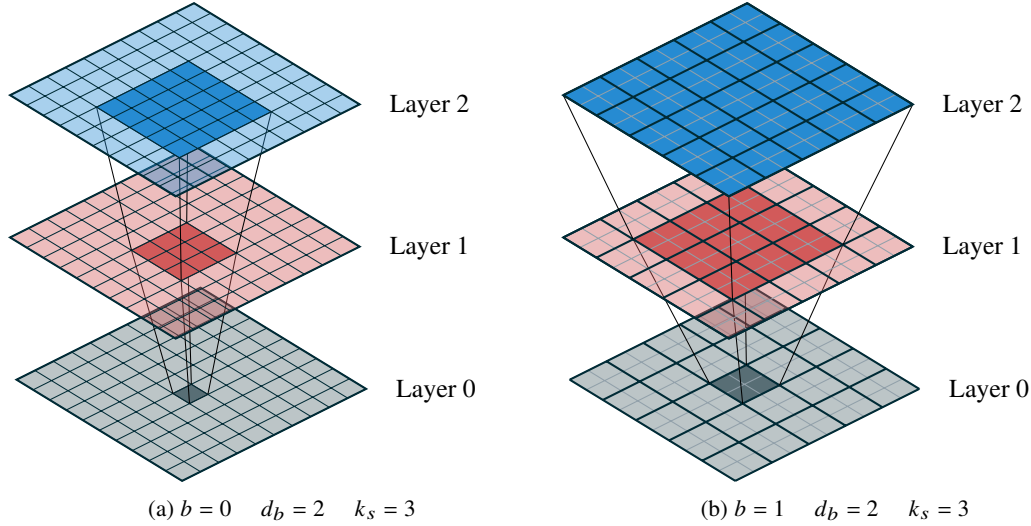 Layer 2
Layer 2
Layer 1
Layer 1
Layer 0
Layer 0
(a) b = 0 d_b = 2 k_s = 3
(b) b = 1 d_b = 2 k_s = 3